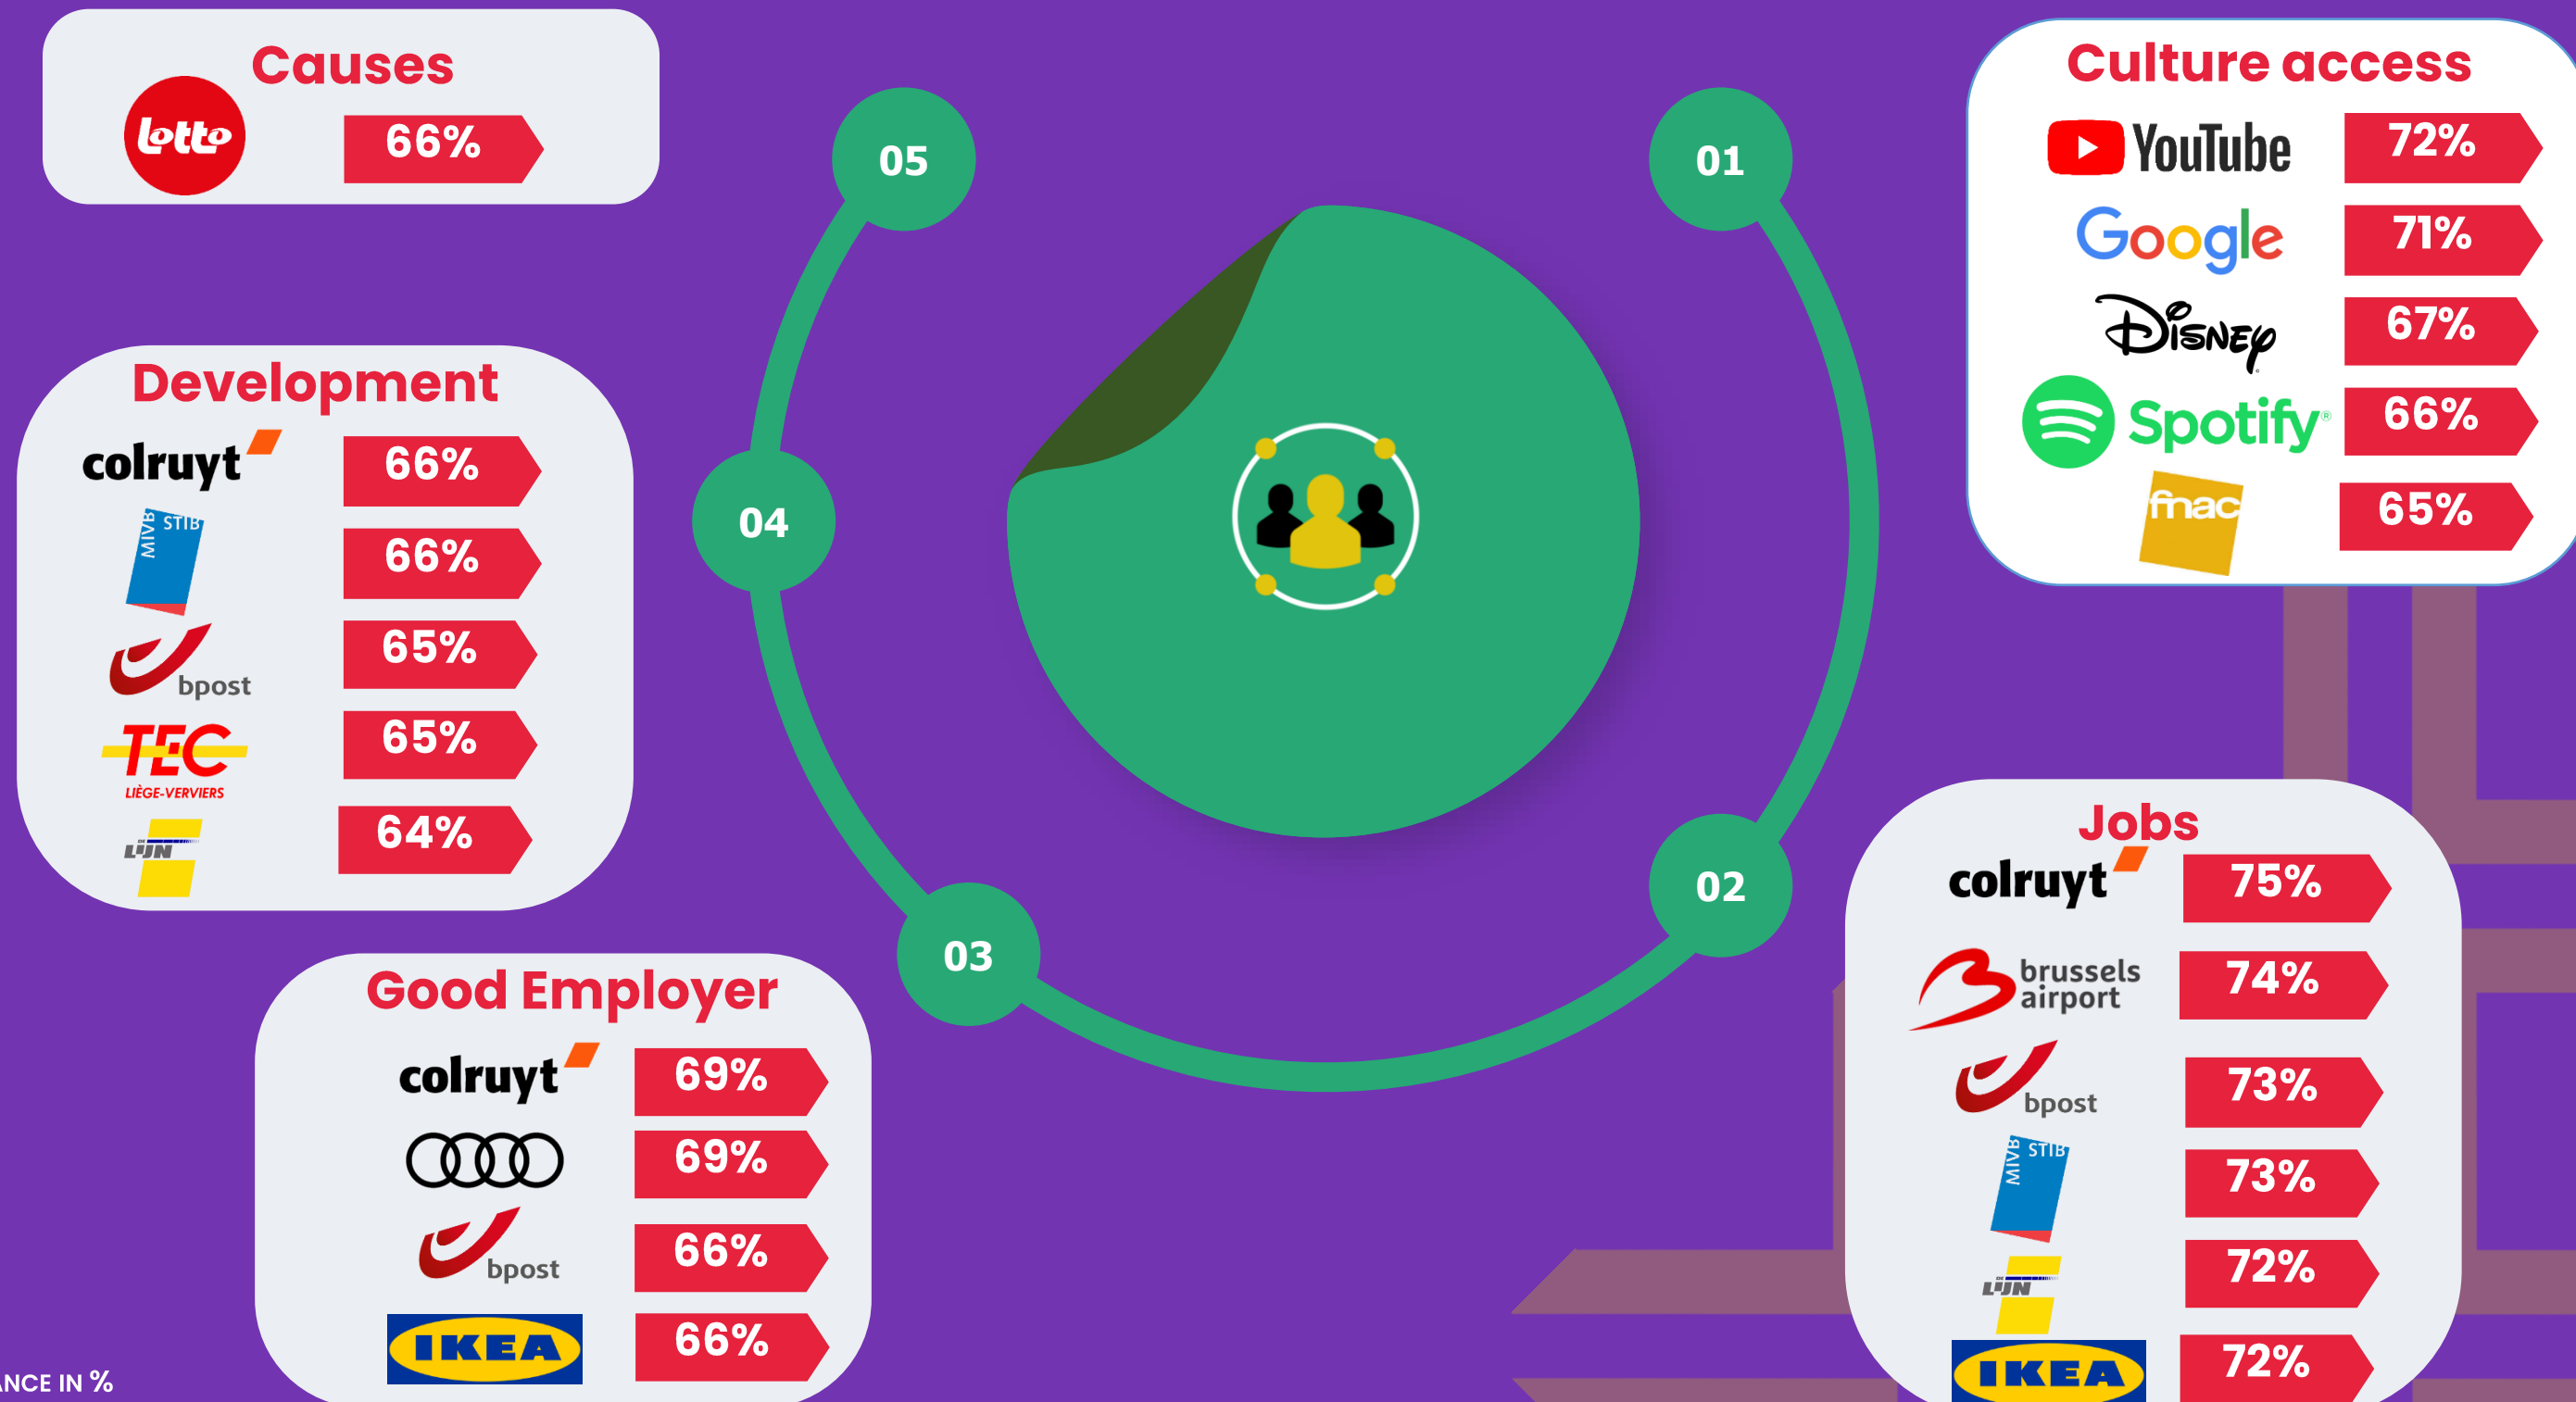 Causes
Lotto
66%
05
01
Culture access
YouTube
72%
Google
71%
Disney
67%
Spotify®
66%
fnac
65%
Development
colruyt
66%
MIVB STIB
66%
bpost
65%
TEC
LIÈGE-VERVIERS
65%
DE
LIJN
64%
04
02
03
Jobs
colruyt
75%
brussels
airport
74%
bpost
73%
MIVB STIB
73%
DE
LIJN
72%
IKEA
72%
Good Employer
colruyt
69%
69%
bpost
66%
IKEA
66%
ANCE IN %